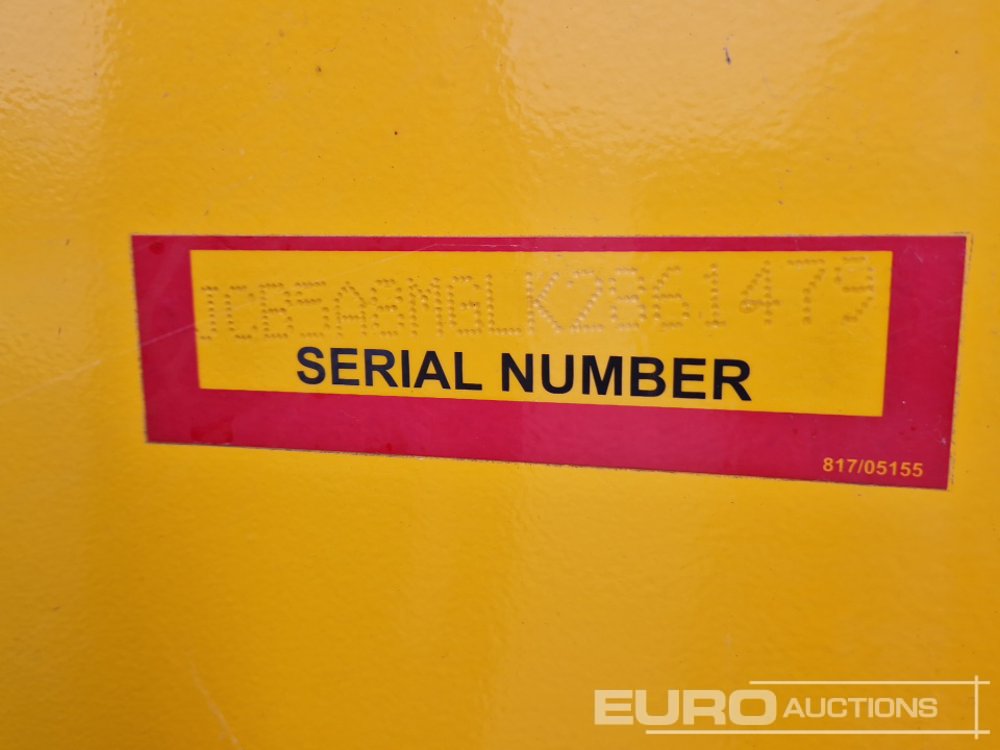 JCB5A8MGLK2861479
SERIAL NUMBER
817/05155
EURO AUCTIONS